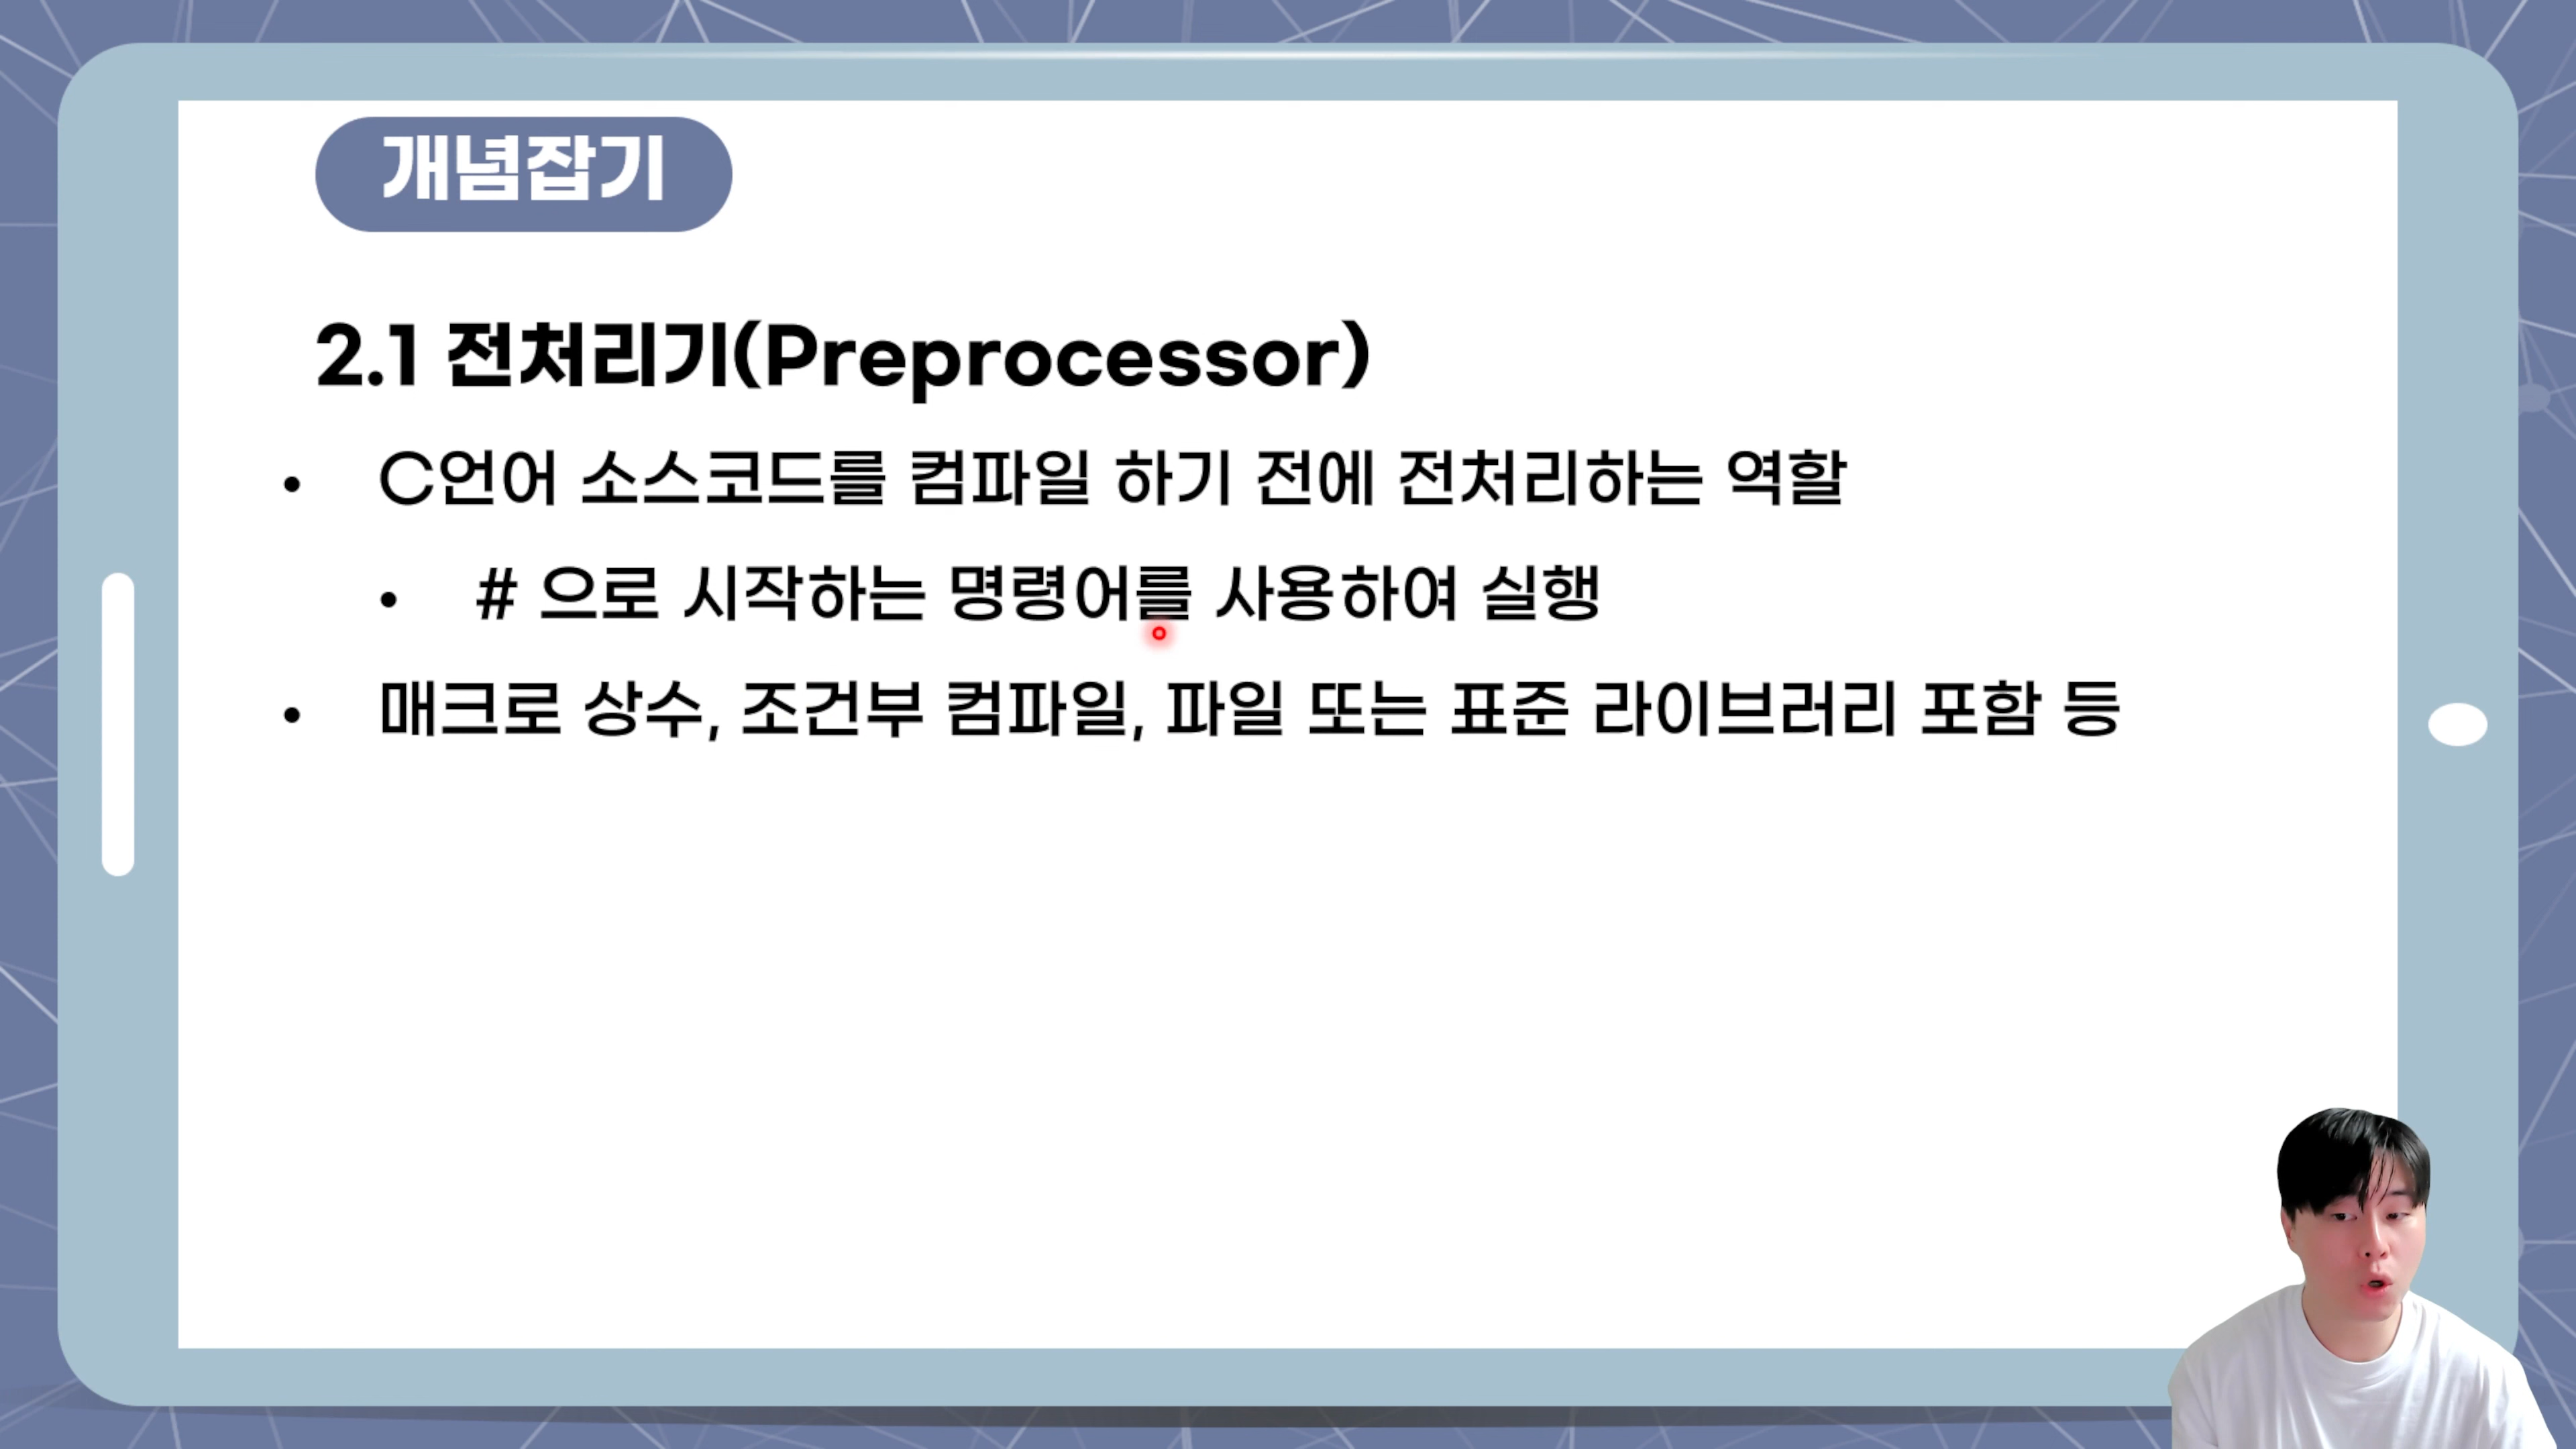 개념잡기
2.1 전처리기(Preprocessor)
• C언어 소스코드를 컴파일 하기 전에 전처리하는 역할
• # 으로 시작하는 명령어를 사용하여 실행
• 매크로 상수, 조건부 컴파일, 파일 또는 표준 라이브러리 포함 등